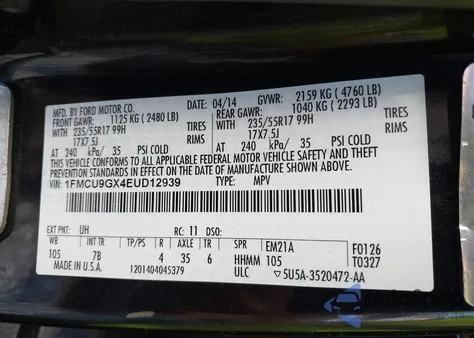 MFD. BY FORD MOTOR CO.
04/14 GVWR: 2159 KG ( 4760 LB)
FRONT GAWR: 1125 KG ( 2480 LB) REAR GAWR: 1040 KG ( 2293 LB)
WITH 235/55R17 99H TIRES WITH 235/55R17 99H TIRES
17X7.5J RIMS 17X7.5J RIMS
AT 240 kPa/ 35 PSI COLD AT 240 kPa/ 35 PSI COLD
THIS VEHICLE CONFORMS TO ALL APPLICABLE FEDERAL MOTOR
VEHICLE SAFETY STANDARDS, BUMPER, AND THEFT
PREVENTION STANDARDS IN EFFECT ON THE DATE OF MANUFACTURE SHOWN ABOVE.
VIN: 1FMCU9GX4EUD12939 TYPE: MPV
EXT PNT: UH RC: 11 DSO:
WB INT TR TP/PS R AXLE TR SPR EM21A F0126
105 7B 4 35 6 HHMM 105 T0327
MADE IN U.S.A. 1201404045379 ULC ▽5U5A-3520472-AA